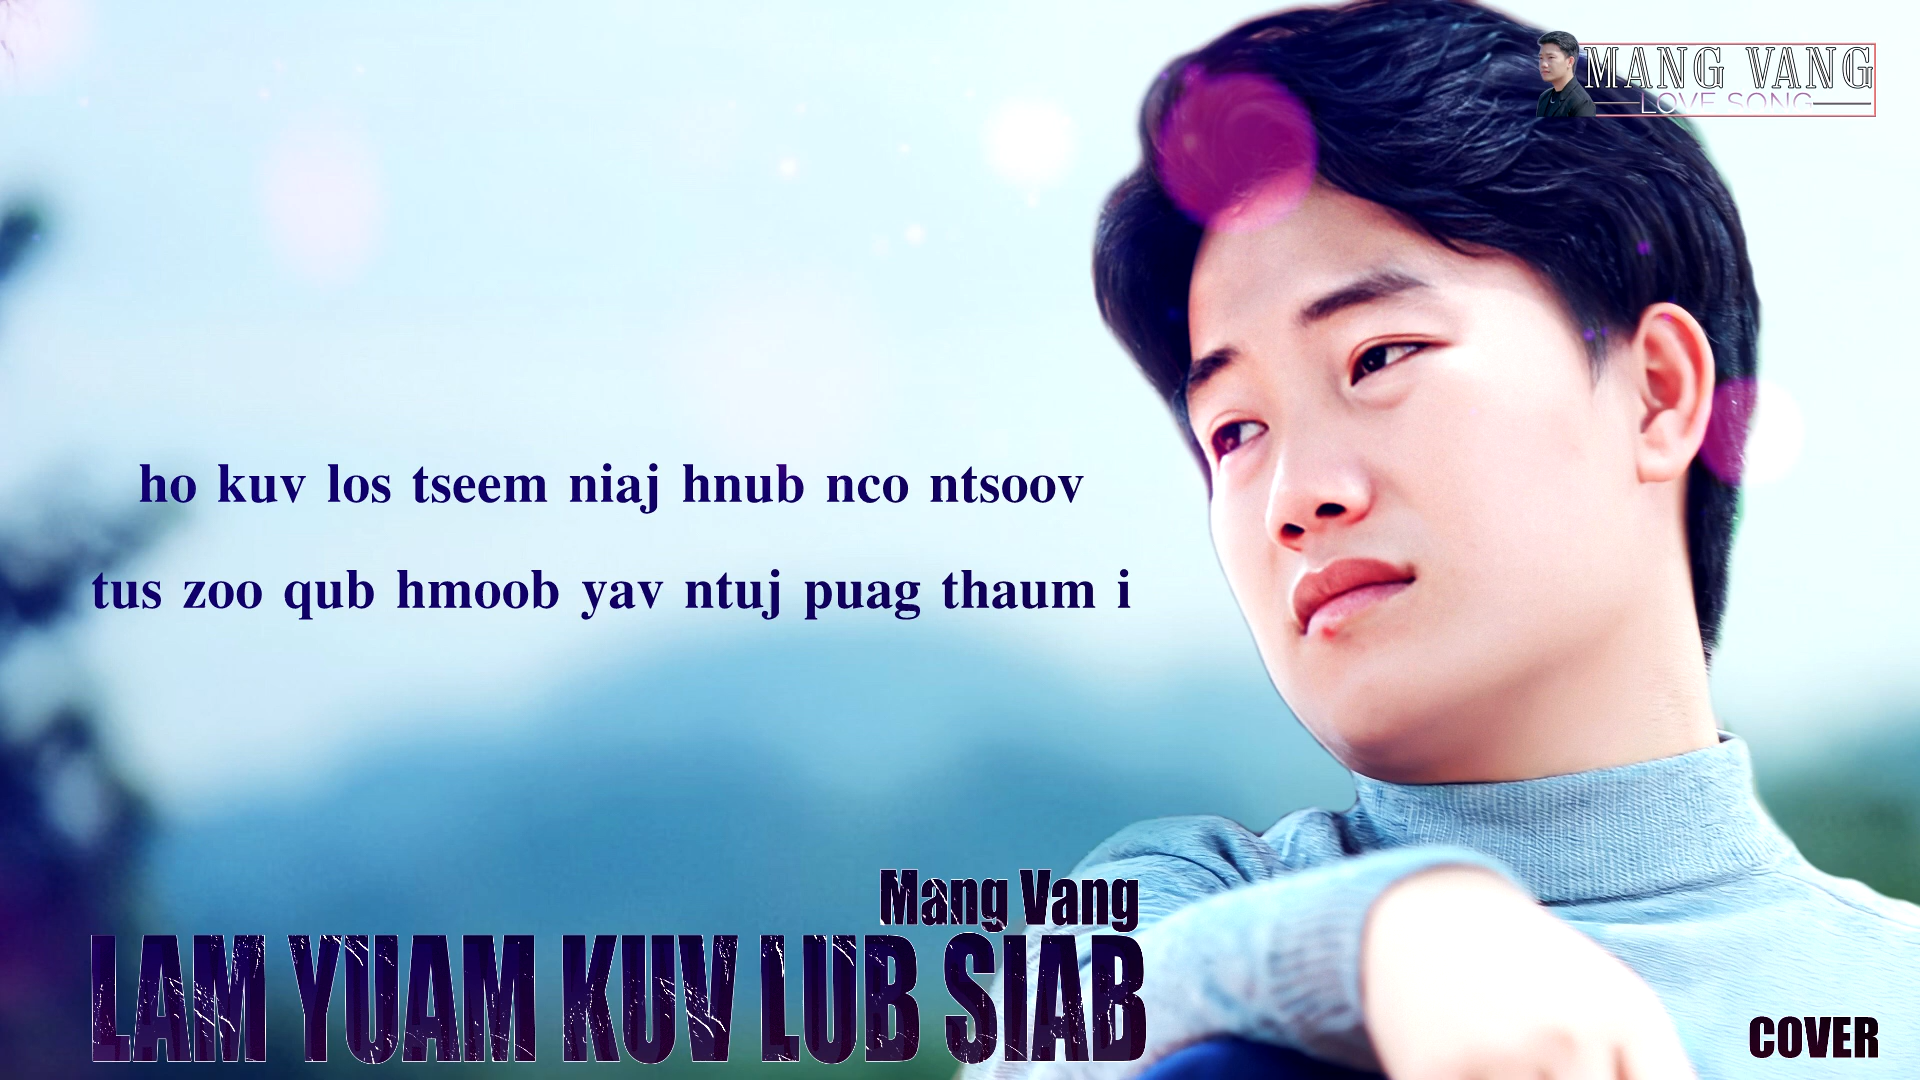 MANG VANG
LOVE SONG
ho kuv los tseem niaj hnub nco ntsoov
tus zoo qub hmoob yav ntuj puag thaum i
Mang Vang
LAM YUAM KUV LUB SIAB
COVER